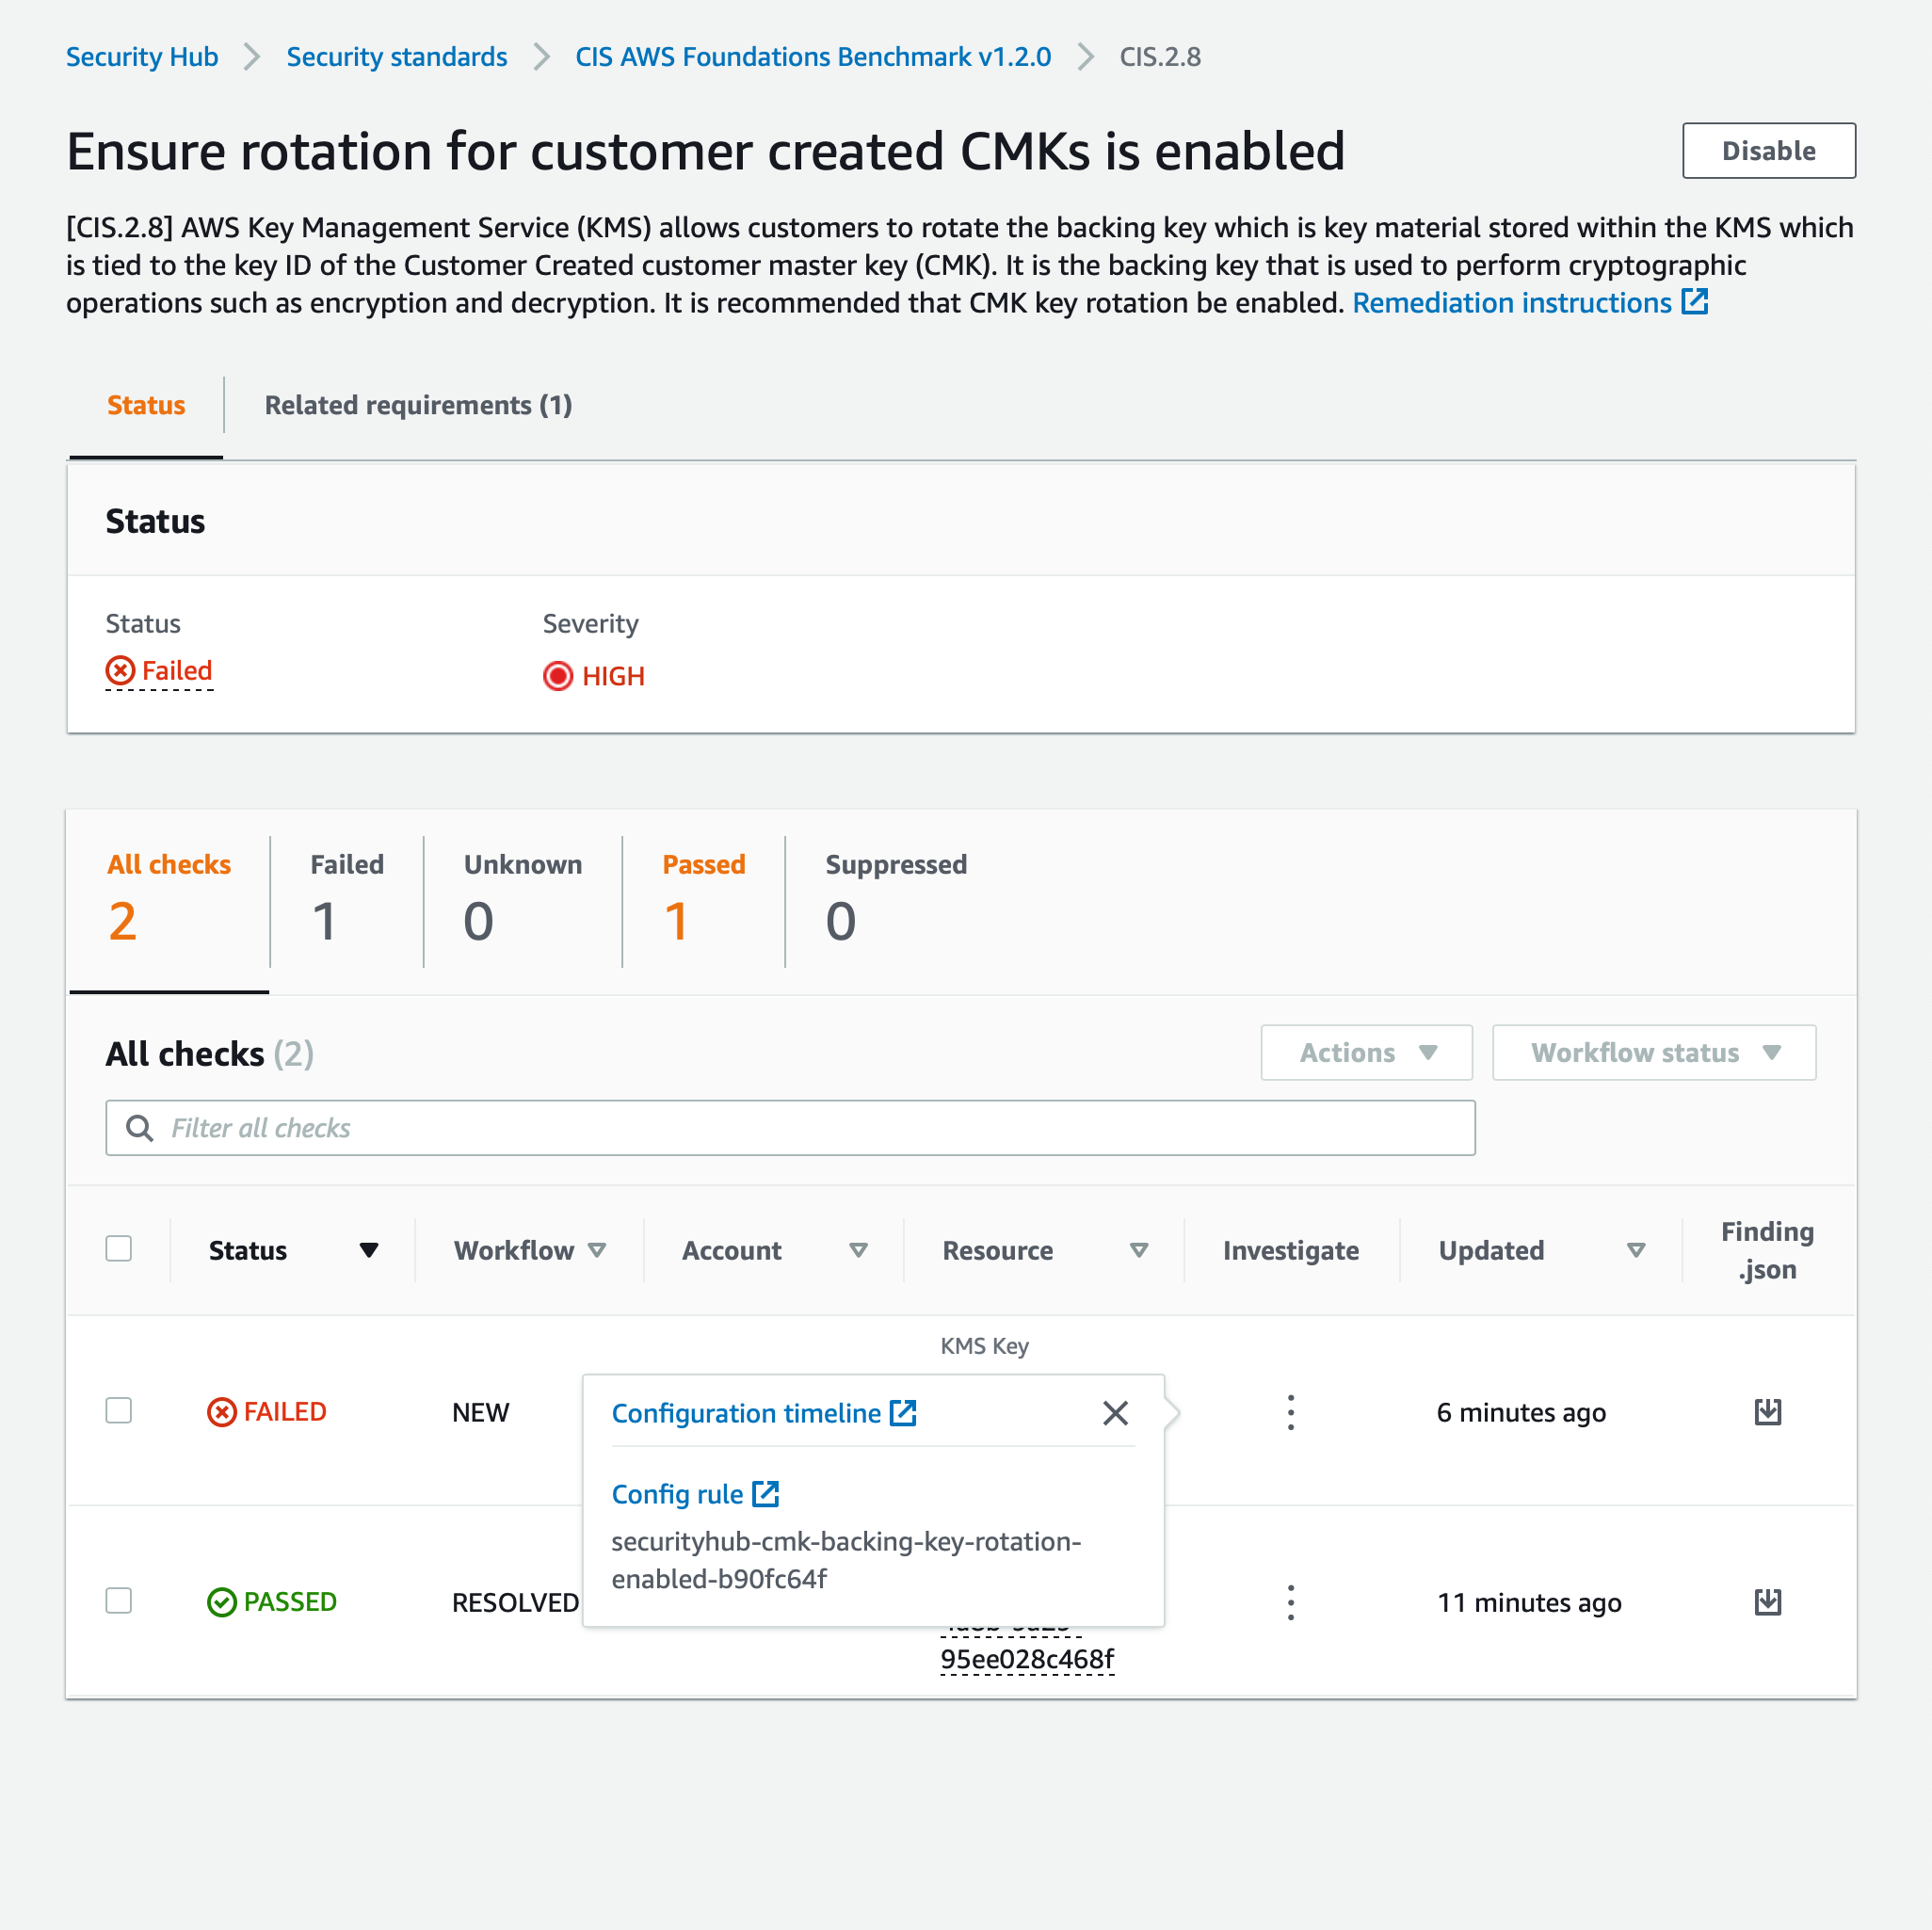 Security Hub > Security standards > CIS AWS Foundations Benchmark v1.2.0 > CIS.2.8
Ensure rotation for customer created CMKs is enabled
Disable
[CIS.2.8] AWS Key Management Service (KMS) allows customers to rotate the backing key which is key material stored within the KMS which
is tied to the key ID of the Customer Created customer master key (CMK). It is the backing key that is used to perform cryptographic
operations such as encryption and decryption. It is recommended that CMK key rotation be enabled. Remediation instructions
Status
Related requirements (1)
Status
Status
Severity
Failed
HIGH
All checks
Failed
Unknown
Passed
Suppressed
2
1
0
1
0
All checks (2)
Actions
Workflow status
Filter all checks
Status
Workflow
Account
Resource
Investigate
Updated
Finding
.json
KMS Key
FAILED
NEW
Configuration timeline
6 minutes ago
Config rule
securityhub-cmk-backing-key-rotation-
enabled-b90fc64f
PASSED
RESOLVED
11 minutes ago
95ee028c468f